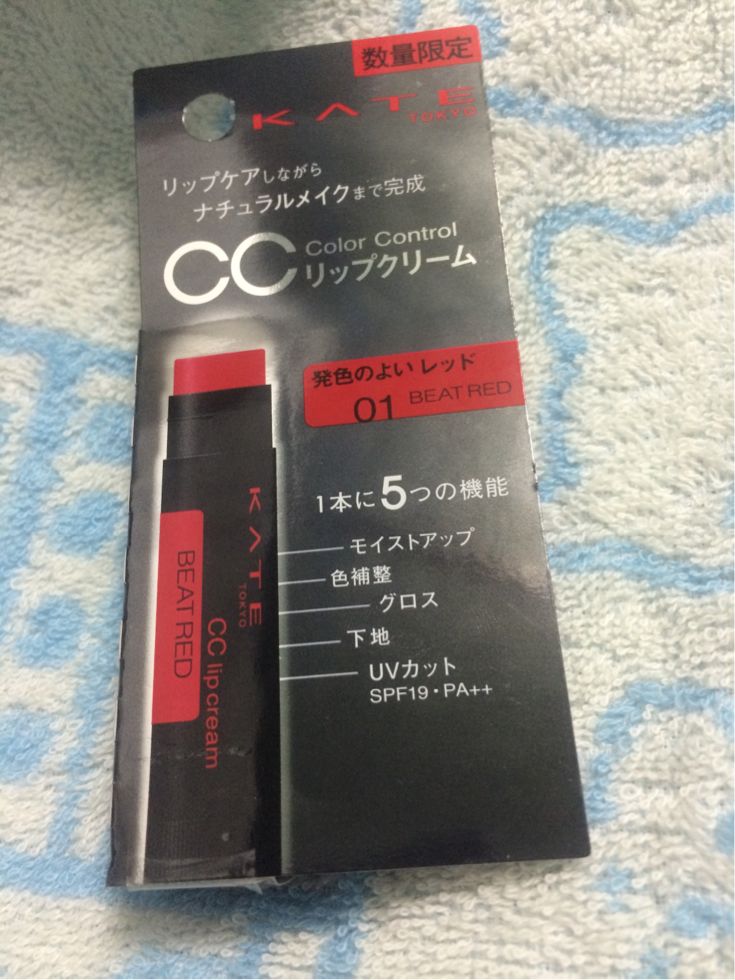 数量限定
KATE
TOKYO
リップケアしながら
ナチュラルメイクまで完成
CC Color Control
リップクリーム
発色のよい レッド
01 BEAT RED
1本に5つの機能
モイストアップ
色補整
グロス
下地
UVカット
SPF19・PA++
KATE
TOKYO
CC lip cream
BEAT RED